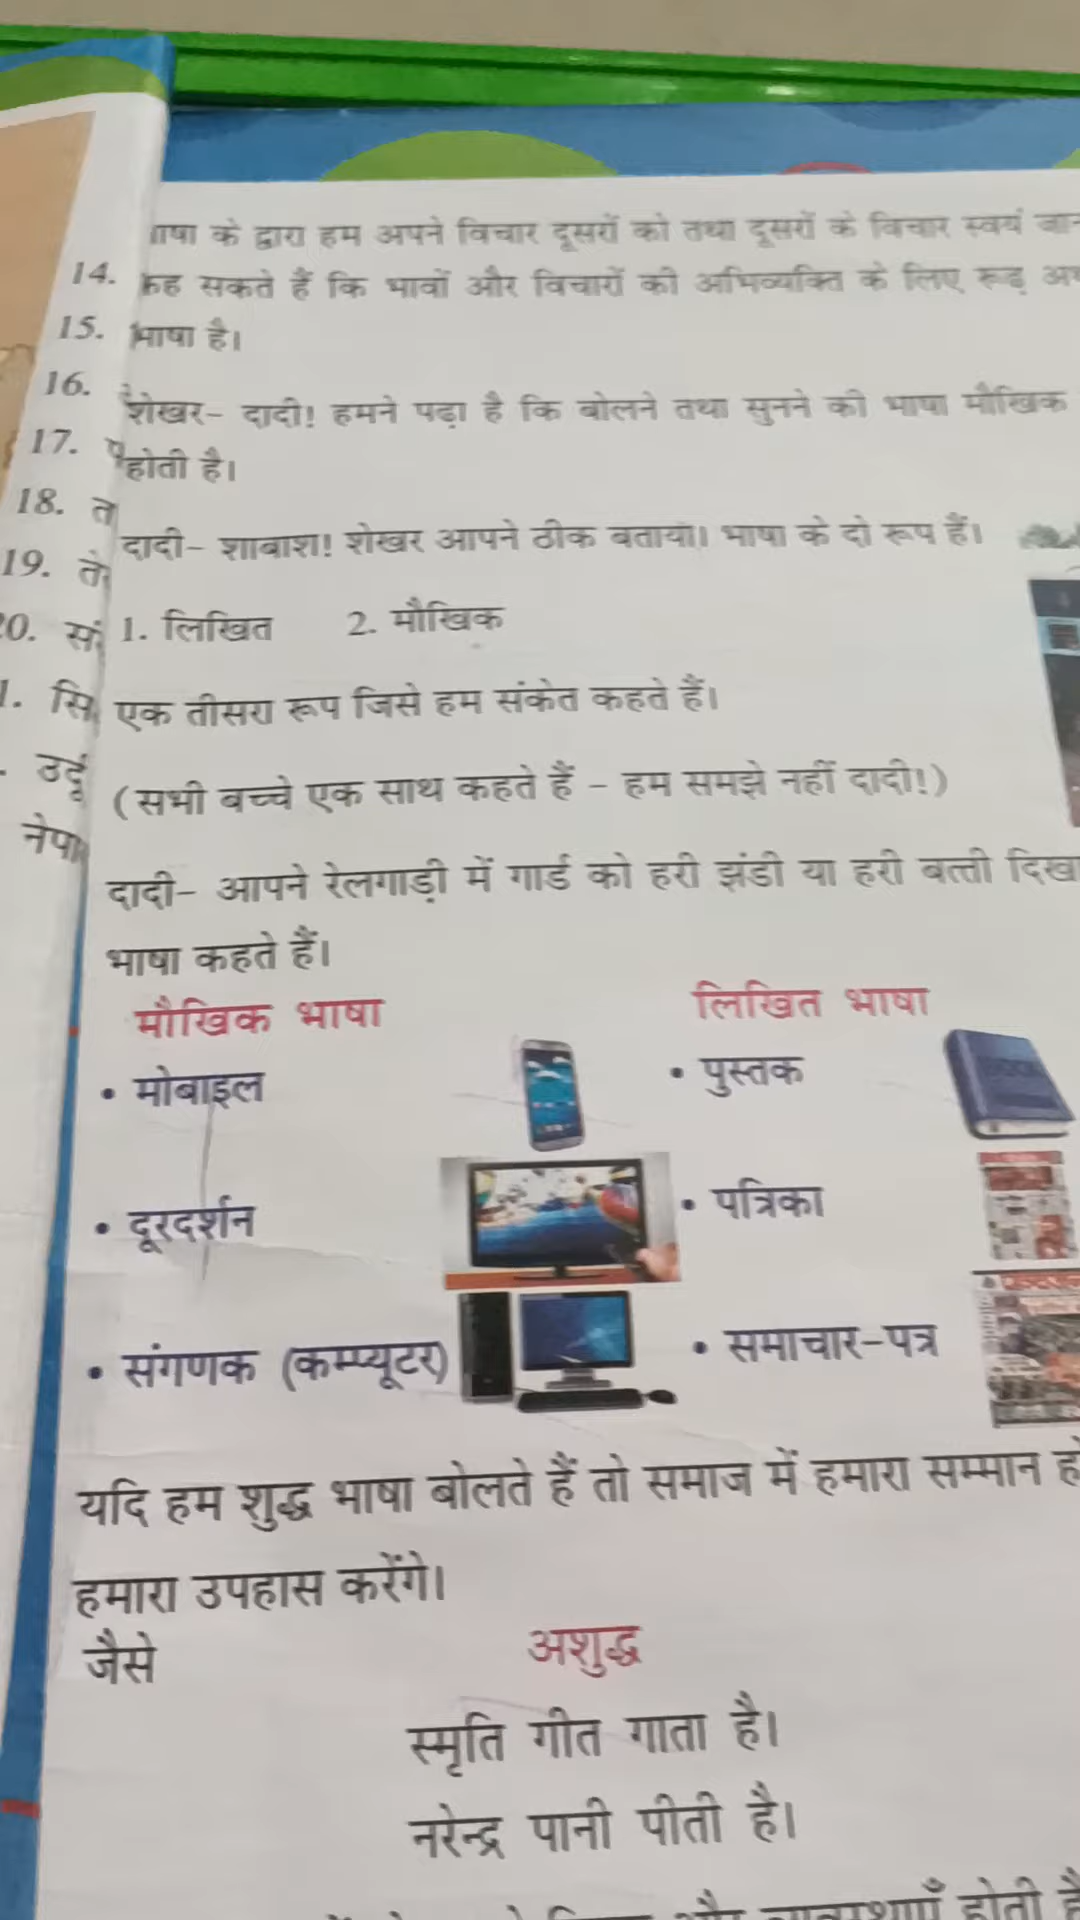 के द्वारा हम अपने विचार दूसरों को तथा दूसरों के विचार स्वयं
14. कह सकते हैं कि भावों और विचारों की अभिव्यक्ति के लिए रूढ़
15. भाषा है।
16.
शेखर- दादी! हमने पढ़ा है कि बोलने तथा सुनने की भाषा मौखिक
17. होती है।
18.
दादी- शाबाश! शेखर आपने ठीक बताया। भाषा के दो रूप हैं।
19.
1. लिखित 2. मौखिक
एक तीसरा रूप जिसे हम संकेत कहते हैं।
उर्दू
(सभी बच्चे एक साथ कहते हैं - हम समझे नहीं दादी!)
दादी- आपने रेलगाड़ी में गार्ड को हरी झंडी या हरी बत्ती
भाषा कहते हैं।
मौखिक भाषा लिखित भाषा
• मोबाइल • पुस्तक
• दूरदर्शन • पत्रिका
• संगणक (कम्प्यूटर) • समाचार-पत्र
यदि हम शुद्ध भाषा बोलते हैं तो समाज में हमारा सम्मान
हमारा उपहास करेंगे।
जैसे अशुद्ध
स्मृति गीत गाता है।
नरेन्द्र पानी पीती है।